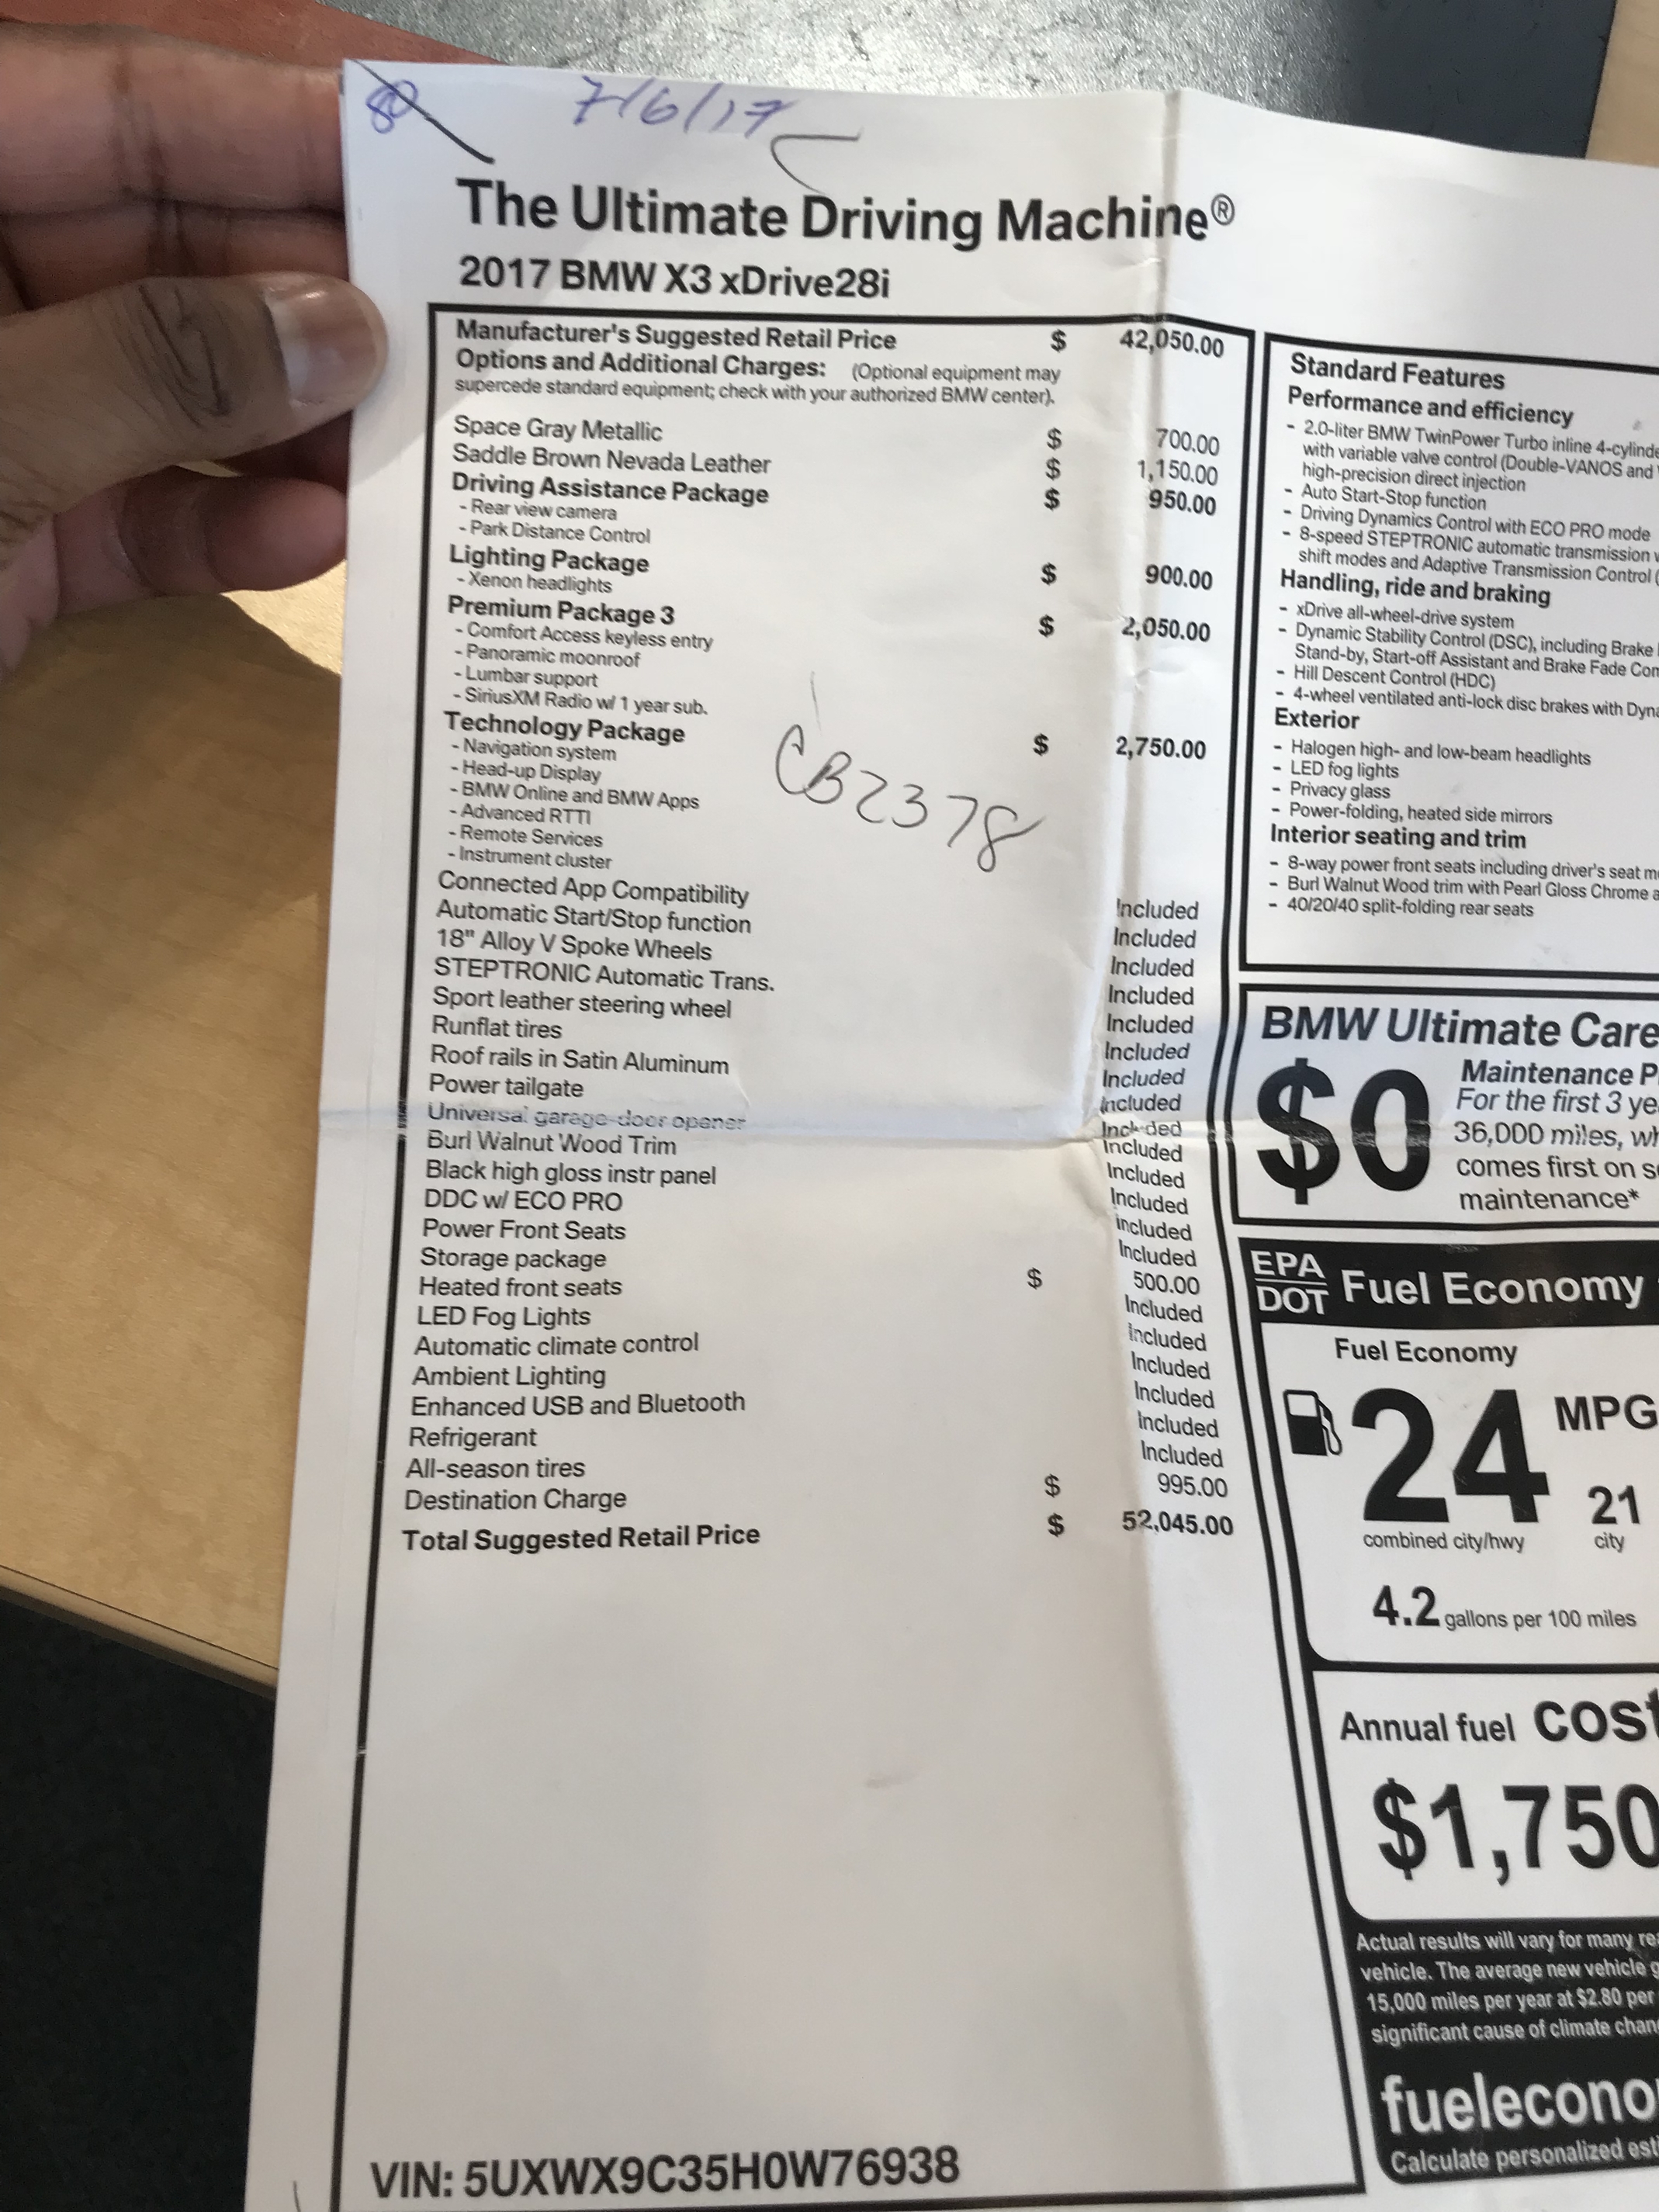 80
7/6/17
The Ultimate Driving Machine®
2017 BMW X3 xDrive28i
Manufacturer's Suggested Retail Price $ 42,050.00
Options and Additional Charges: (Optional equipment may
supercede standard equipment; check with your authorized BMW center).
Space Gray Metallic $ 700.00
Saddle Brown Nevada Leather $ 1,150.00
Driving Assistance Package $ 950.00
- Rear view camera
- Park Distance Control
Lighting Package $ 900.00
- Xenon headlights
Premium Package 3 $ 2,050.00
- Comfort Access keyless entry
- Panoramic moonroof
- Lumbar support
- SiriusXM Radio w/ 1 year sub.
Technology Package $ 2,750.00
- Navigation system
- Head-up Display
- BMW Online and BMW Apps
- Advanced RTTI
- Remote Services
- Instrument cluster
CB2378
Connected App Compatibility Included
Automatic Start/Stop function Included
18" Alloy V Spoke Wheels Included
STEPTRONIC Automatic Trans. Included
Sport leather steering wheel Included
Runflat tires Included
Roof rails in Satin Aluminum Included
Power tailgate Included
Universal garage-door opener Included
Burl Walnut Wood Trim Included
Black high gloss instr panel Included
DDC w/ ECO PRO Included
Power Front Seats Included
Storage package Included
Heated front seats $ 500.00
LED Fog Lights Included
Automatic climate control Included
Ambient Lighting Included
Enhanced USB and Bluetooth Included
Refrigerant Included
All-season tires Included
Destination Charge $ 995.00
Total Suggested Retail Price $ 52,045.00
VIN: 5UXWX9C35H0W76938
Standard Features
Performance and efficiency
- 2.0-liter BMW TwinPower Turbo inline 4-cylinde
with variable valve control (Double-VANOS and
high-precision direct injection
- Auto Start-Stop function
- Driving Dynamics Control with ECO PRO mode
- 8-speed STEPTRONIC automatic transmission
shift modes and Adaptive Transmission Control (
Handling, ride and braking
- xDrive all-wheel-drive system
- Dynamic Stability Control (DSC), including Brake
Stand-by, Start-off Assistant and Brake Fade Com
- Hill Descent Control (HDC)
- 4-wheel ventilated anti-lock disc brakes with Dyna
Exterior
- Halogen high- and low-beam headlights
- LED fog lights
- Privacy glass
- Power-folding, heated side mirrors
Interior seating and trim
- 8-way power front seats including driver's seat m
- Burl Walnut Wood trim with Pearl Gloss Chrome a
- 40/20/40 split-folding rear seats
BMW Ultimate Care
$0
Maintenance P
For the first 3 ye
36,000 miles, wh
comes first on s
maintenance*
EPA
DOT Fuel Economy
Fuel Economy
24 MPG
21
combined city/hwy city
4.2 gallons per 100 miles
Annual fuel cost
$1,750
Actual results will vary for many rea
vehicle. The average new vehicle g
15,000 miles per year at $2.80 per
significant cause of climate chan
fuelecono
Calculate personalized esti